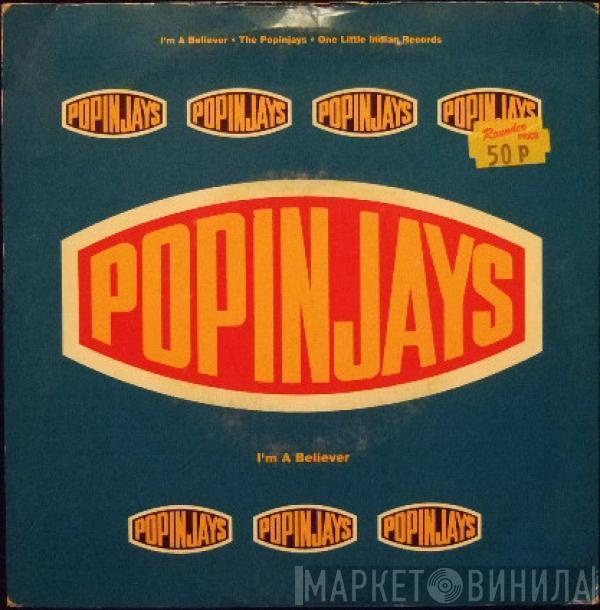 I'm A Believer • The Popinjays • One Little Indian Records
POPINJAYS POPINJAYS POPINJAYS POPINJAYS
Rounder PRICE
50 P
POPINJAYS
I'm A Believer
POPINJAYS POPINJAYS POPINJAYS
МАРКЕТ ВИНИЛА